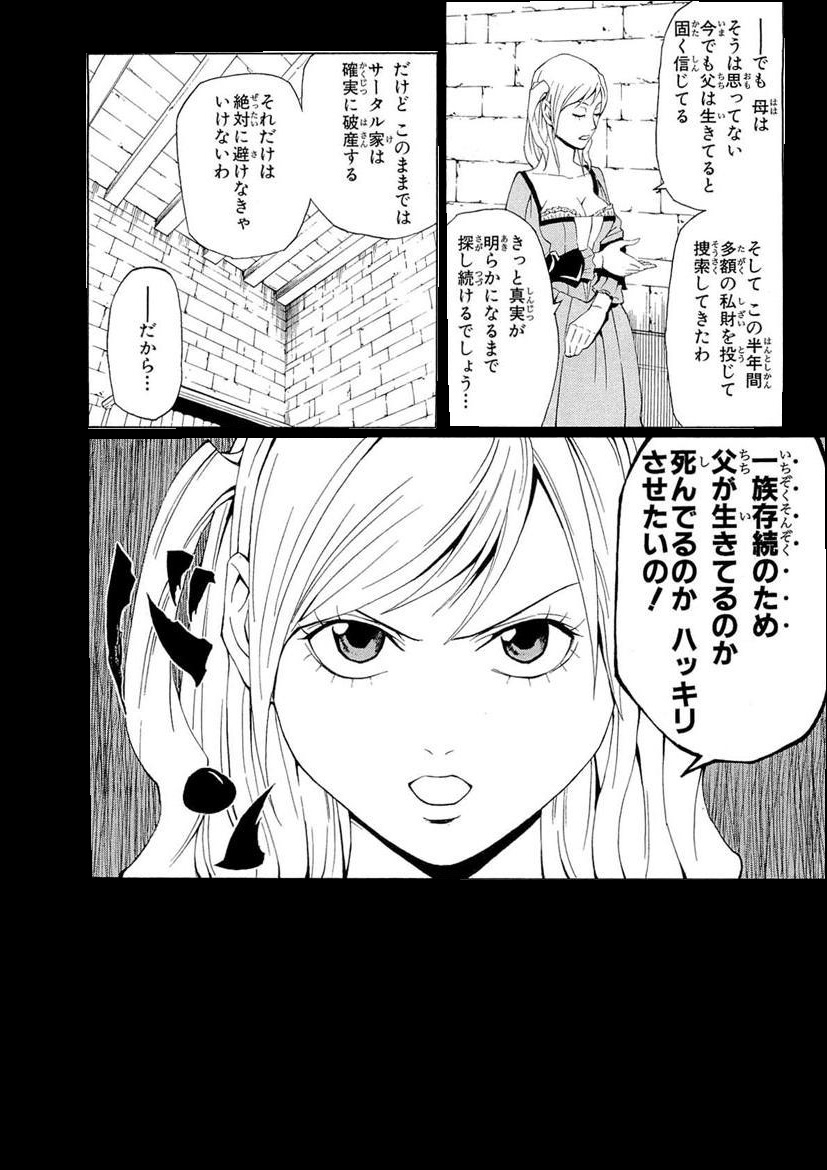 ──でも 母は
そうは思ってない
今でも父は生きてると
固く信じてる
そして この半年間
多額の私財を投じて
捜索してきたわ
きっと真実が
明らかになるまで
探し続けるでしょう…
だけど このままでは
サータル家は
確実に破産する
それだけは
絶対に避けなきゃ
いけないわ
──だから…
一族存続のため
父が生きてるのか
死んでるのか ハッキリ
させたいの!
ドン